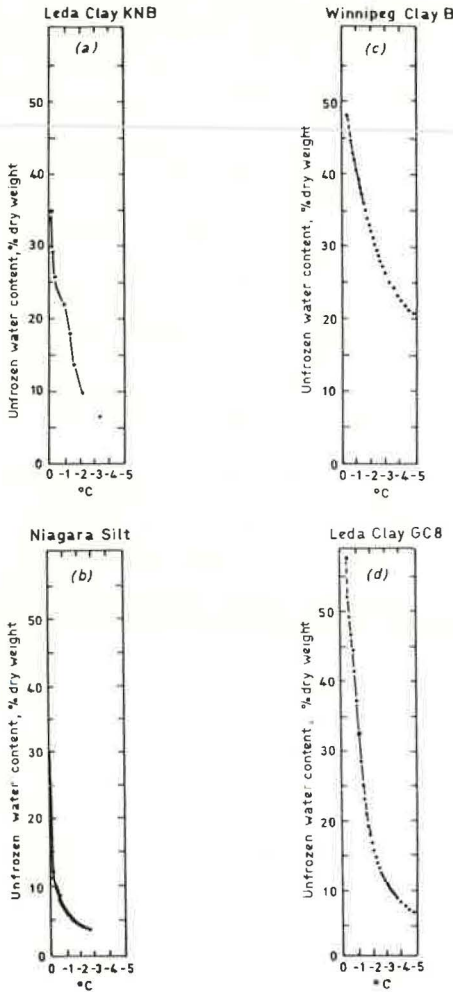 Leda Clay KNB
(a)
Unfrozen water content, % dry weight
50
40
30
20
10
0
0 -1 -2 -3 -4 -5
°C
Winnipeg Clay B
(c)
Unfrozen water content, % dry weight
50
40
30
20
10
0
0 -1 -2 -3 -4 -5
°C
Niagara Silt
(b)
Unfrozen water content, % dry weight
50
40
30
20
10
0
0 -1 -2 -3 -4 -5
°C
Leda Clay GC8
(d)
Unfrozen water content, % dry weight
50
40
30
20
10
0
0 -1 -2 -3 -4 -5
°C